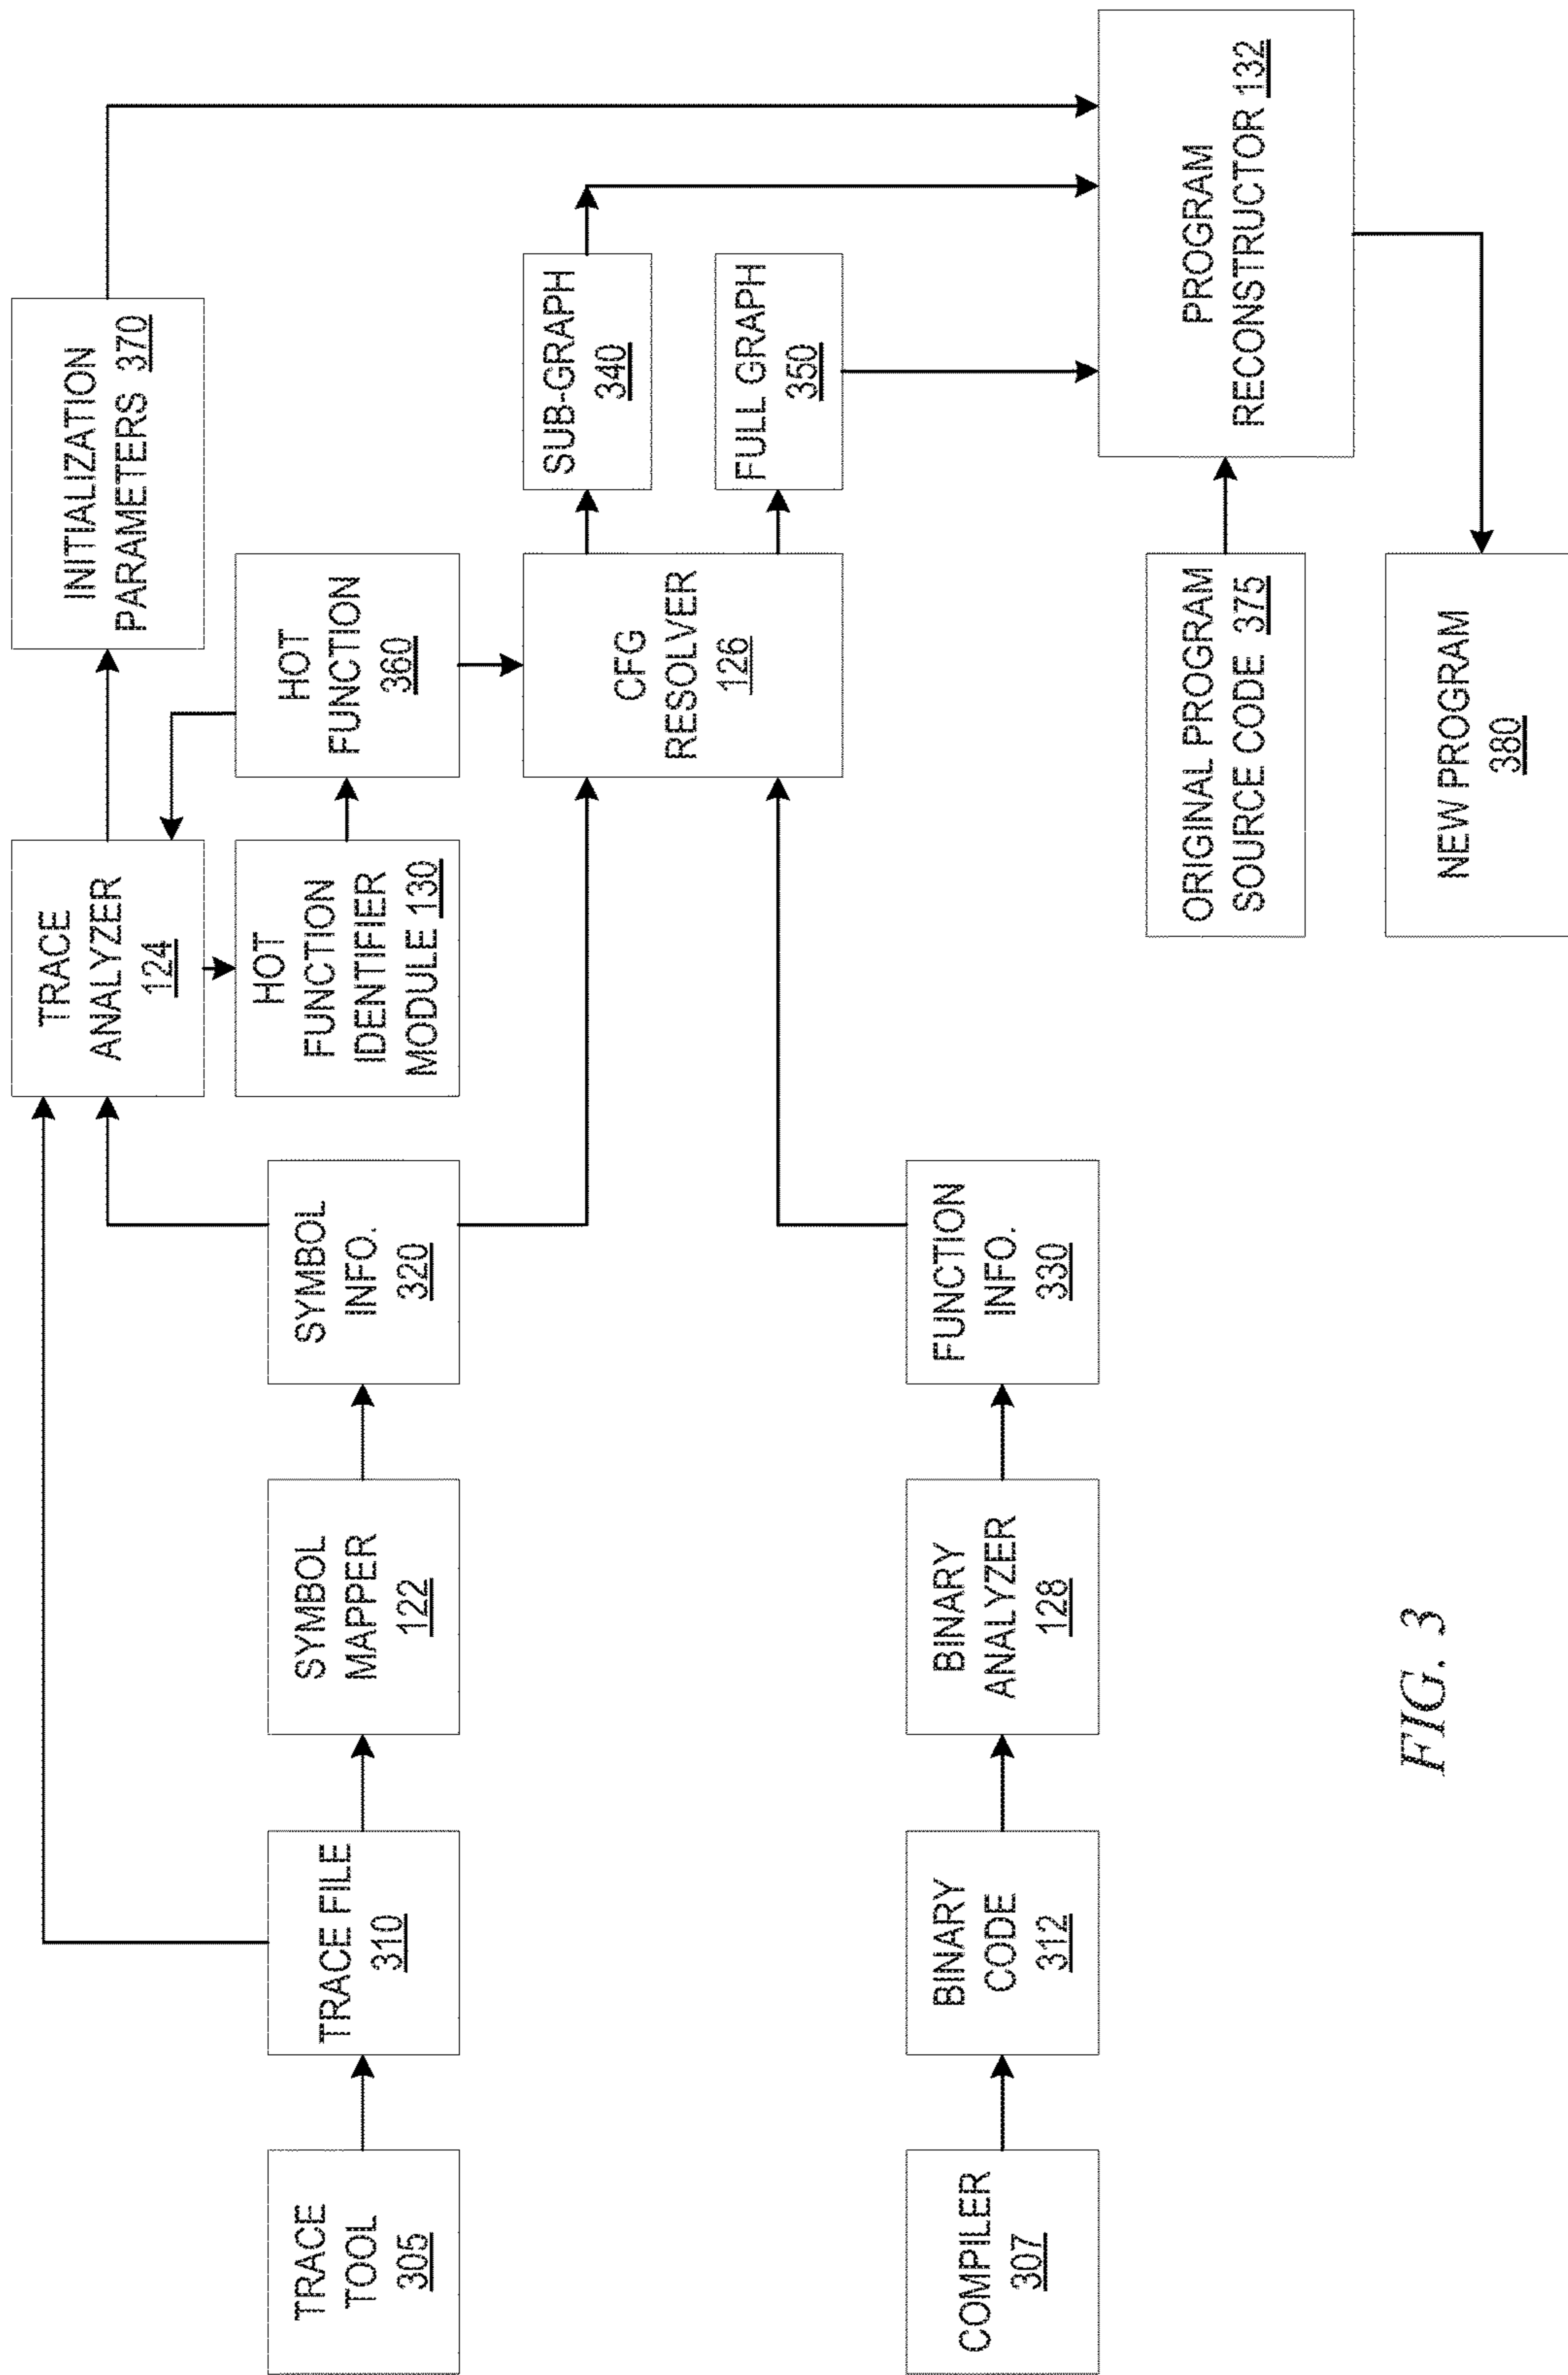 TRACE
TOOL
305
TRACE FILE
310
SYMBOL
MAPPER
122
SYMBOL
INFO.
320
TRACE
ANALYZER
124
HOT
FUNCTION
IDENTIFIER
MODULE 130
HOT
FUNCTION
360
INITIALIZATION
PARAMETERS 370
COMPILER
307
BINARY
CODE
312
BINARY
ANALYZER
128
FUNCTION
INFO.
330
CFG
RESOLVER
126
SUB-GRAPH
340
FULL GRAPH
350
ORIGINAL PROGRAM
SOURCE CODE 375
PROGRAM
RECONSTRUCTOR 132
NEW PROGRAM
380
FIG. 3